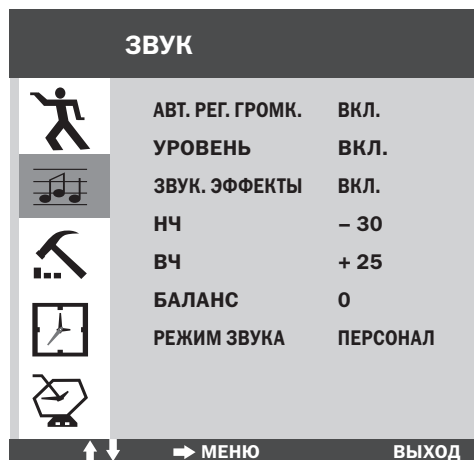 ЗВУК
АВТ. РЕГ. ГРОМК. ВКЛ.
УРОВЕНЬ ВКЛ.
ЗВУК. ЭФФЕКТЫ ВКЛ.
НЧ – 30
ВЧ + 25
БАЛАНС 0
РЕЖИМ ЗВУКА ПЕРСОНАЛ
МЕНЮ ВЫХОД